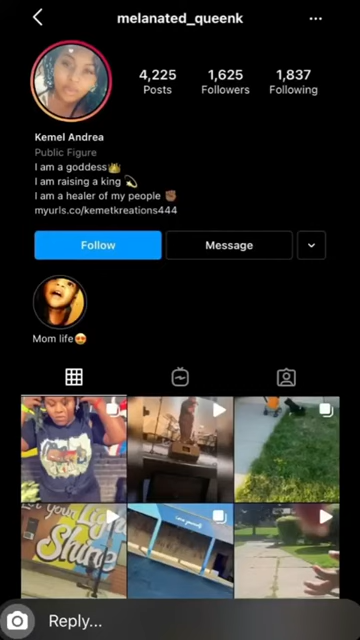 melanated_queenk
4,225 1,625 1,837
Posts Followers Following
Kemel Andrea
Public Figure
I am a goddess👑
I am raising a king 💫
I am a healer of my people ✊🏾
myurls.co/kemetkreations444
Follow Message
Mom life😍
Shine
Reply...